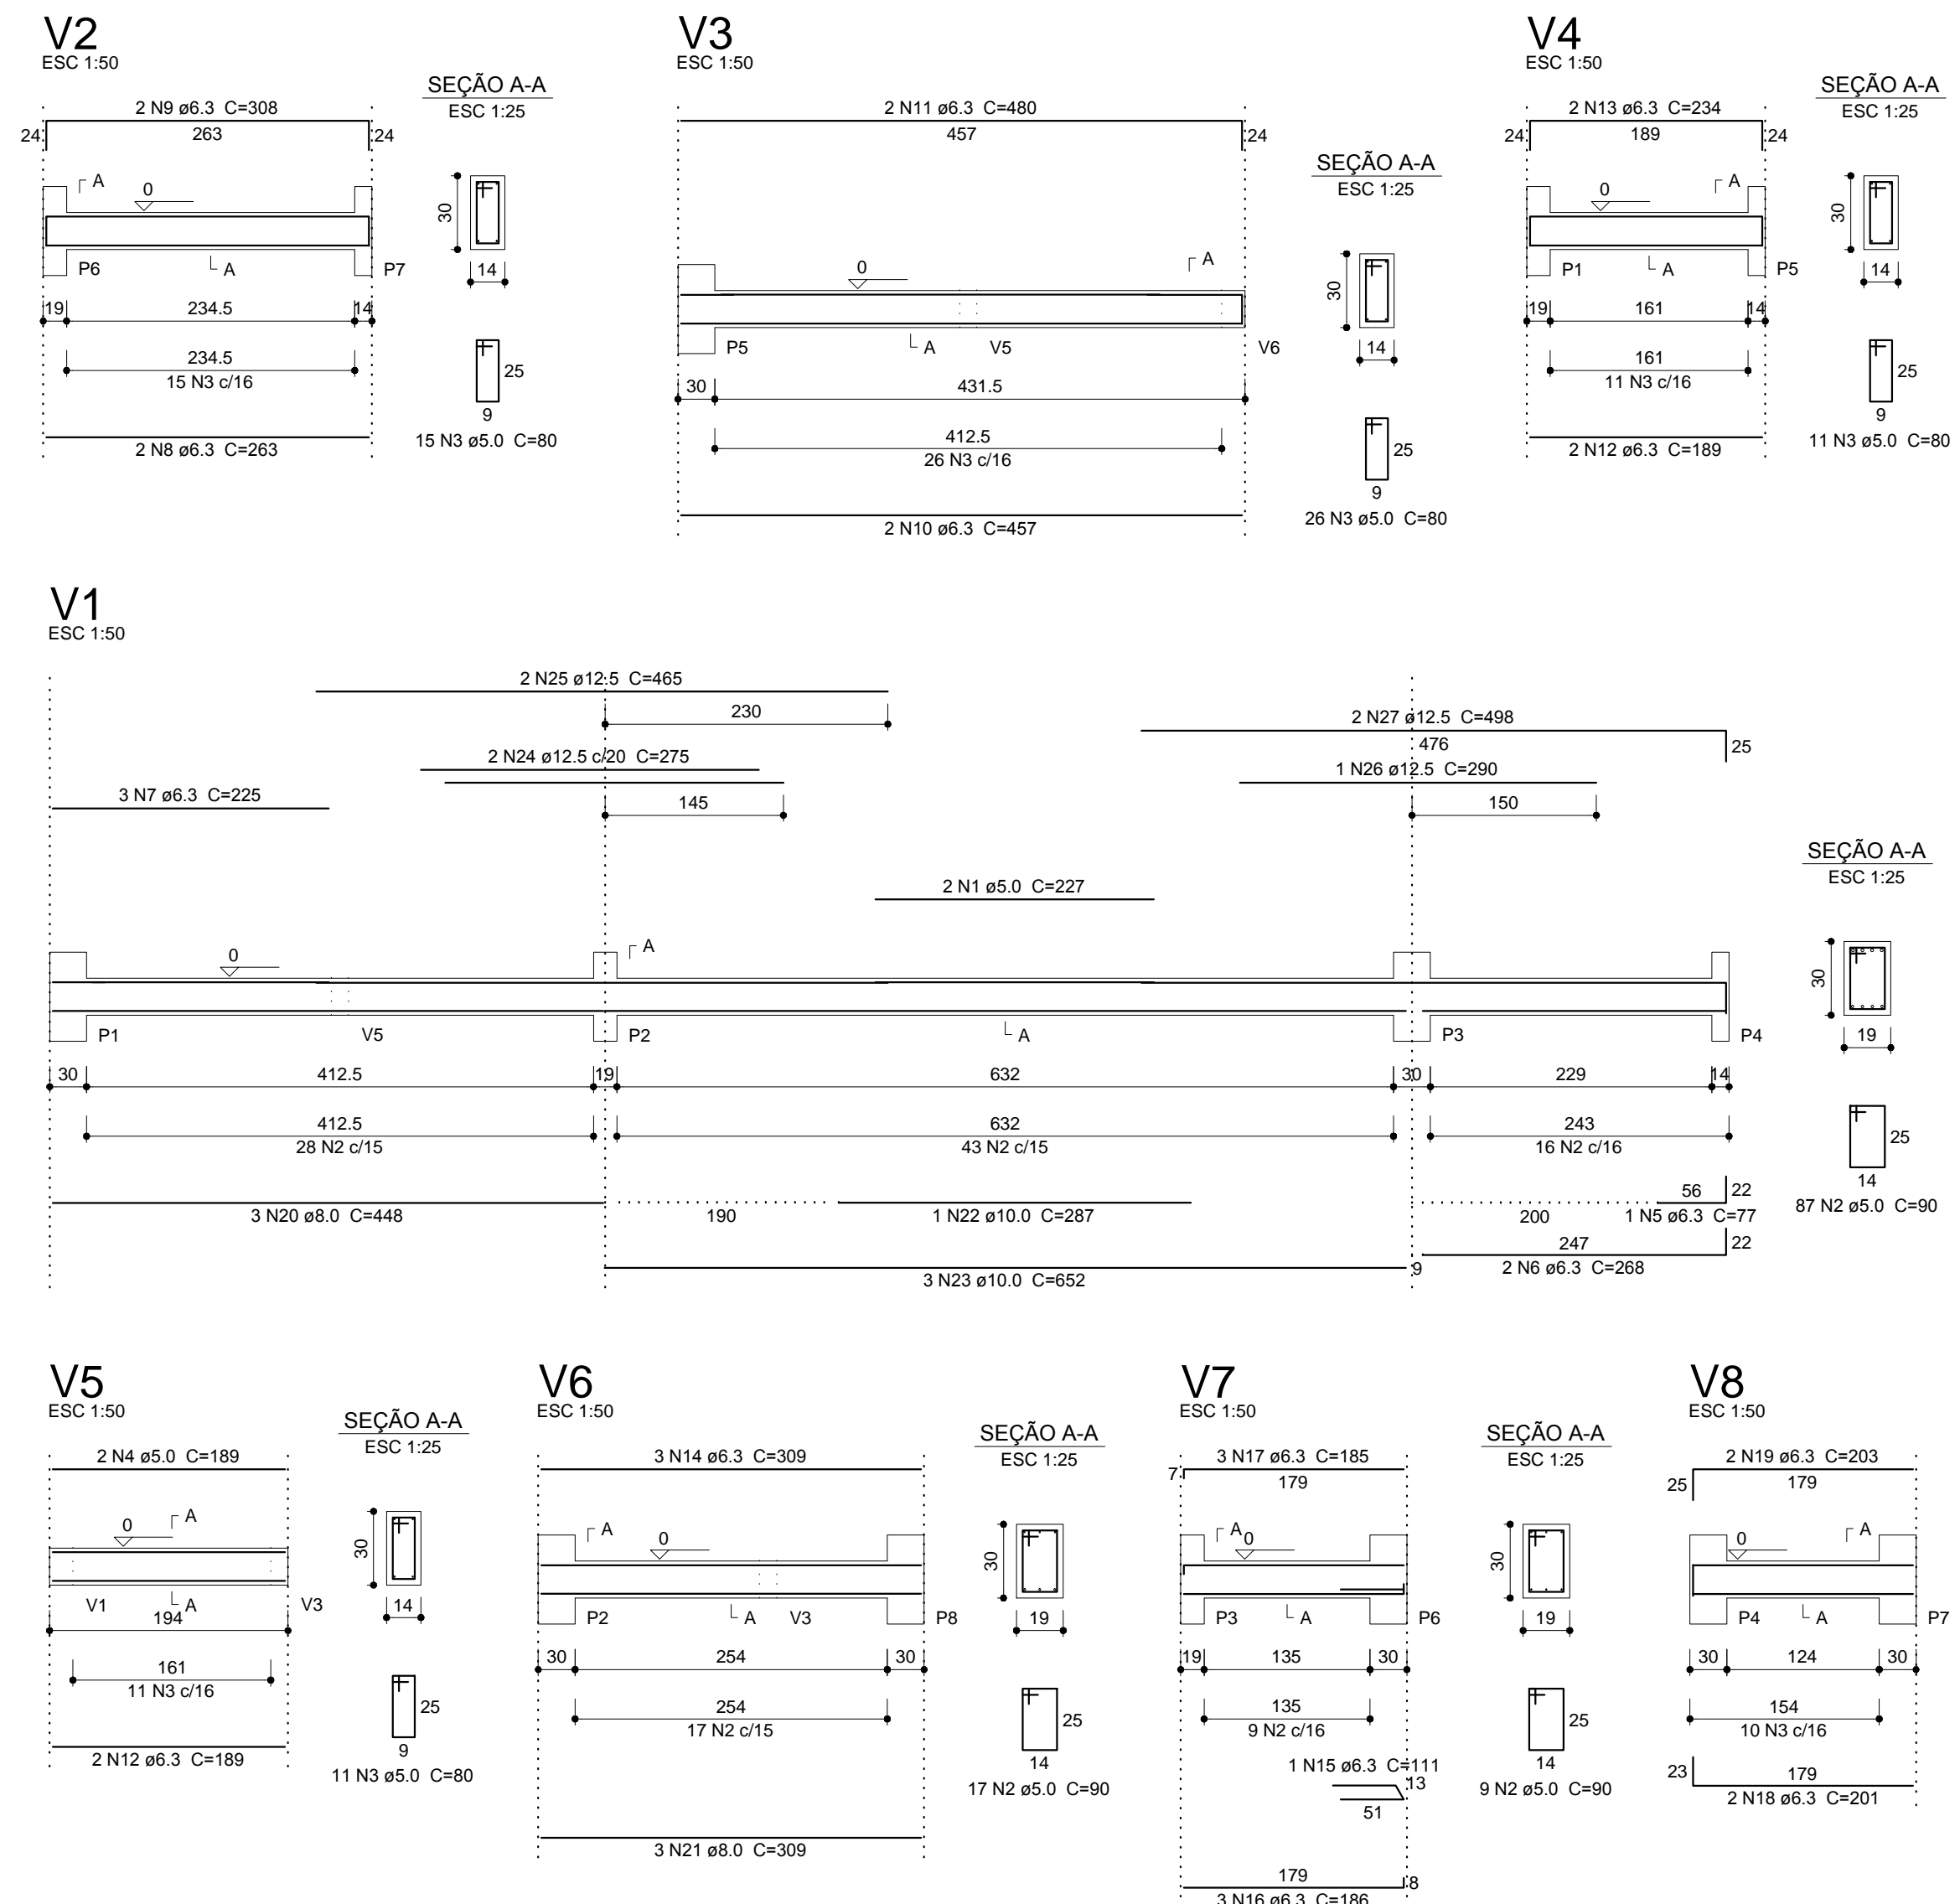 V2
ESC 1:50
SEÇÃO A-A
ESC 1:25
2 N9 ø6.3 C=308
24
263
24
A
0
30
14
P6
A
P7
19
234.5
14
234.5
15 N3 c/16
25
9
15 N3 ø5.0 C=80
2 N8 ø6.3 C=263
V3
ESC 1:50
2 N11 ø6.3 C=480
457
24
SEÇÃO A-A
ESC 1:25
A
0
30
14
P5
A
V5
V6
30
431.5
412.5
26 N3 c/16
25
9
26 N3 ø5.0 C=80
2 N10 ø6.3 C=457
V4
ESC 1:50
SEÇÃO A-A
ESC 1:25
2 N13 ø6.3 C=234
24
189
24
A
0
30
14
P1
A
P5
19
161
14
161
11 N3 c/16
25
9
11 N3 ø5.0 C=80
2 N12 ø6.3 C=189
V1
ESC 1:50
2 N25 ø12.5 C=465
230
2 N27 ø12.5 C=498
476
25
2 N24 ø12.5 c/20 C=275
1 N26 ø12.5 C=290
3 N7 ø6.3 C=225
145
150
SEÇÃO A-A
ESC 1:25
2 N1 ø5.0 C=227
A
0
30
19
P1
V5
P2
A
P3
P4
30
412.5
19
632
30
229
14
412.5
28 N2 c/15
632
43 N2 c/15
243
16 N2 c/16
25
14
87 N2 ø5.0 C=90
3 N20 ø8.0 C=448
190
1 N22 ø10.0 C=287
200
56
22
1 N5 ø6.3 C=77
247
22
2 N6 ø6.3 C=268
3 N23 ø10.0 C=652
9
V5
ESC 1:50
SEÇÃO A-A
ESC 1:25
2 N4 ø5.0 C=189
A
0
30
14
V1
A
V3
194
161
11 N3 c/16
25
9
11 N3 ø5.0 C=80
2 N12 ø6.3 C=189
V6
ESC 1:50
SEÇÃO A-A
ESC 1:25
3 N14 ø6.3 C=309
A
0
30
19
P2
A
V3
P8
30
254
30
254
17 N2 c/15
25
14
17 N2 ø5.0 C=90
3 N21 ø8.0 C=309
V7
ESC 1:50
SEÇÃO A-A
ESC 1:25
3 N17 ø6.3 C=185
7
179
A
0
30
19
P3
A
P6
19
135
30
135
9 N2 c/16
25
14
9 N2 ø5.0 C=90
1 N15 ø6.3 C=111
13
51
179
8
3 N16 ø6.3 C=186
V8
ESC 1:50
2 N19 ø6.3 C=203
25
179
A
0
P4
A
P7
30
124
30
154
10 N3 c/16
23
179
2 N18 ø6.3 C=201